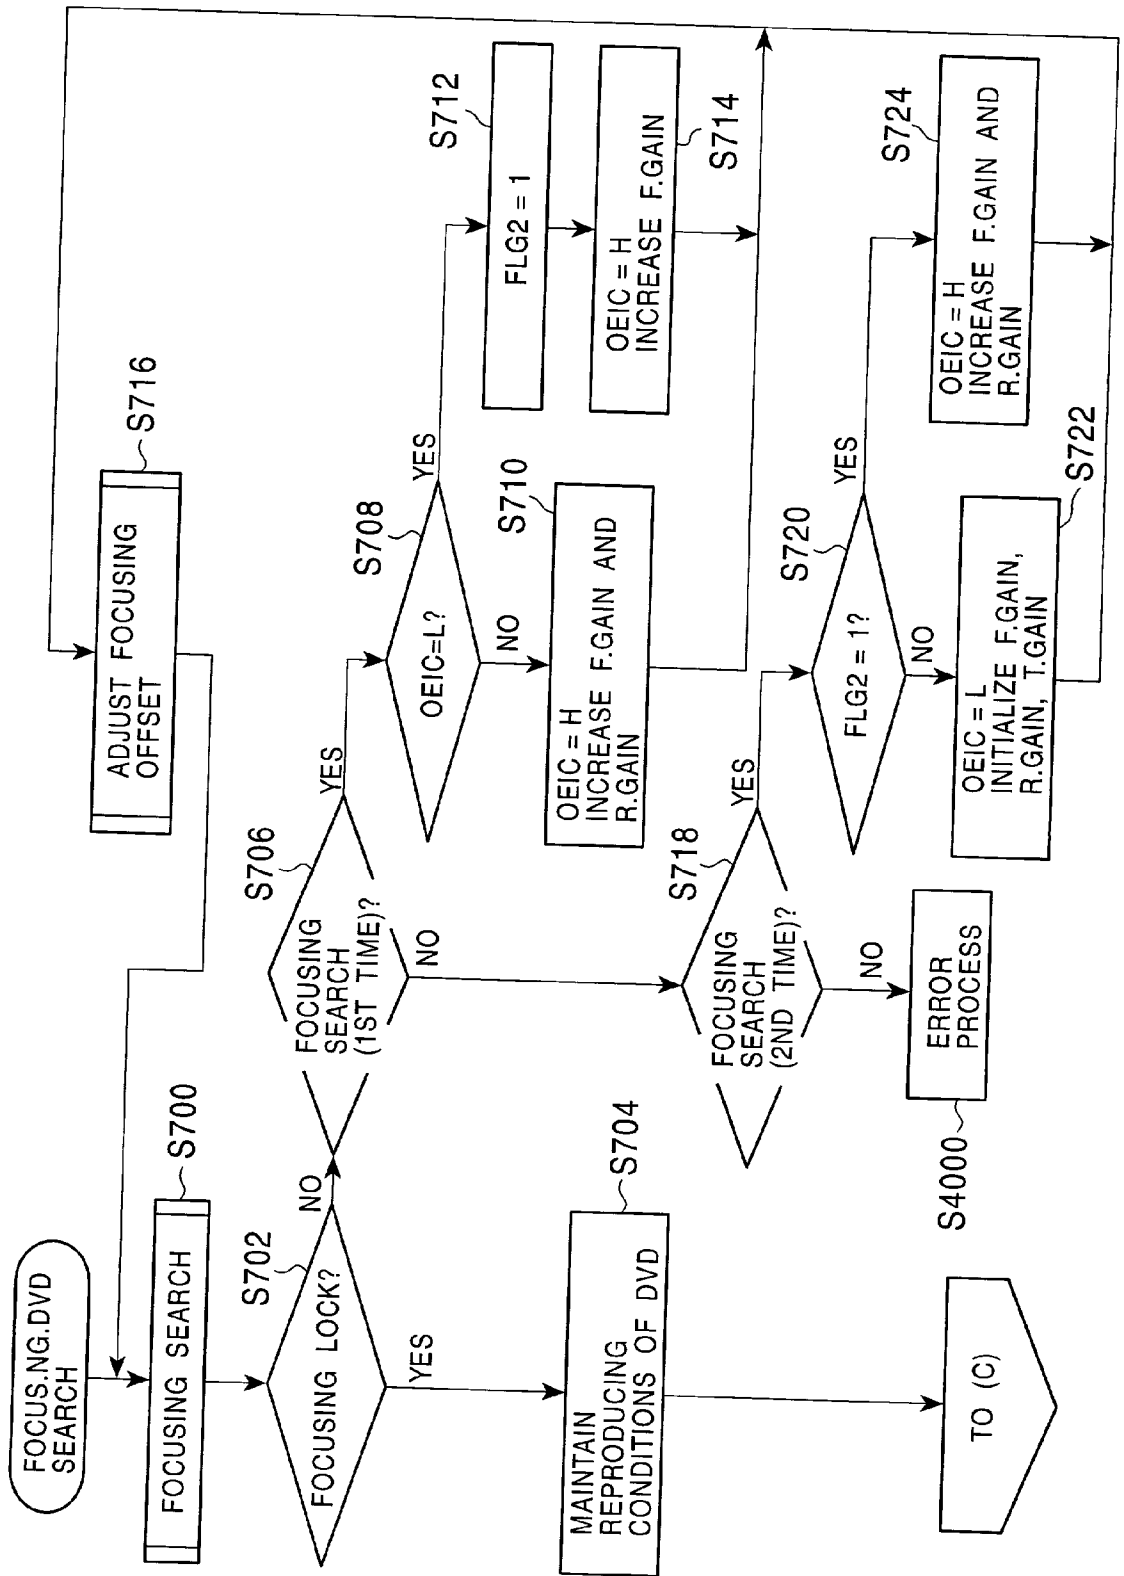 FOCUS.NG.DVD
SEARCH
FOCUSING SEARCH
S700
FOCUSING LOCK?
S702
NO
YES
MAINTAIN
REPRODUCING
CONDITIONS OF DVD
S704
TO (C)
FOCUSING
SEARCH
(1ST TIME)?
S706
YES
NO
OEIC=L?
S708
YES
NO
OEIC = H
INCREASE F.GAIN AND
R.GAIN
S710
FLG2 = 1
S712
OEIC = H
INCREASE F.GAIN
S714
ADJUST FOCUSING
OFFSET
S716
FOCUSING
SEARCH
(2ND TIME)?
S718
YES
NO
ERROR
PROCESS
S4000
FLG2 = 1?
S720
YES
NO
OEIC = L
INITIALIZE F.GAIN,
R.GAIN, T.GAIN
S722
OEIC = H
INCREASE F.GAIN AND
R.GAIN
S724